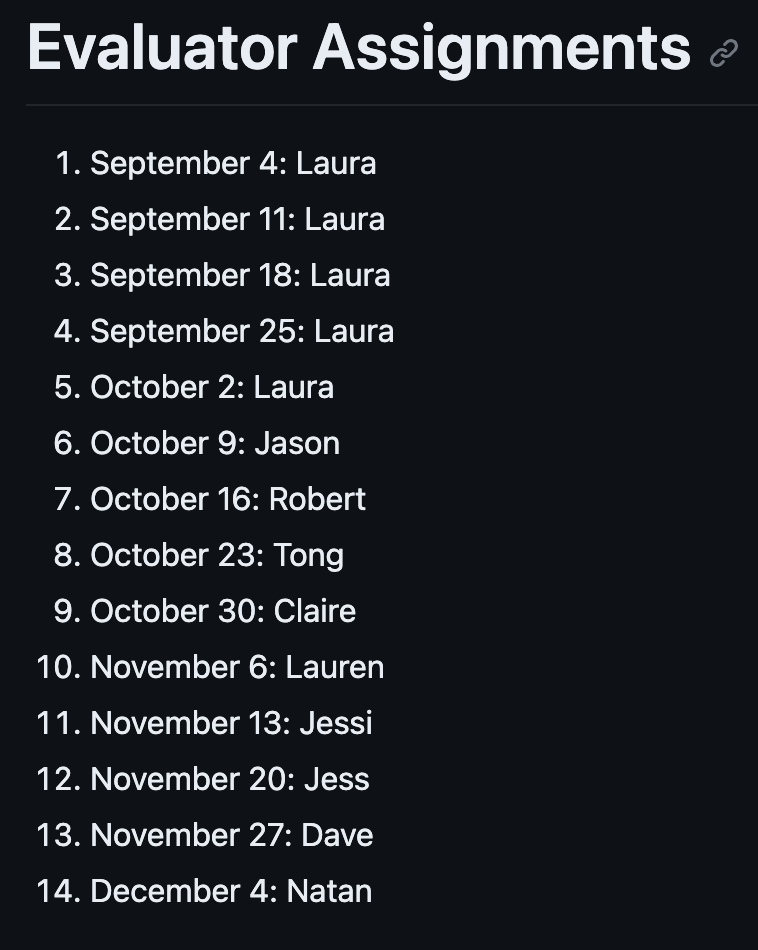 Evaluator Assignments
1. September 4: Laura
2. September 11: Laura
3. September 18: Laura
4. September 25: Laura
5. October 2: Laura
6. October 9: Jason
7. October 16: Robert
8. October 23: Tong
9. October 30: Claire
10. November 6: Lauren
11. November 13: Jessi
12. November 20: Jess
13. November 27: Dave
14. December 4: Natan